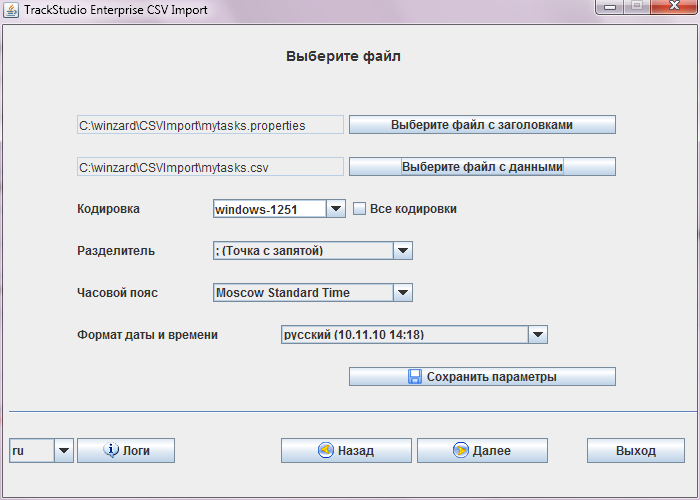 TrackStudio Enterprise CSV Import
Выберите файл
C:\winzard\CSVImport\mytasks.properties Выберите файл с заголовками
C:\winzard\CSVImport\mytasks.csv Выберите файл с данными
Кодировка windows-1251 Все кодировки
Разделитель ; (Точка с запятой)
Часовой пояс Moscow Standard Time
Формат даты и времени русский (10.11.10 14:18)
Сохранить параметры
ru Логи Назад Далее Выход